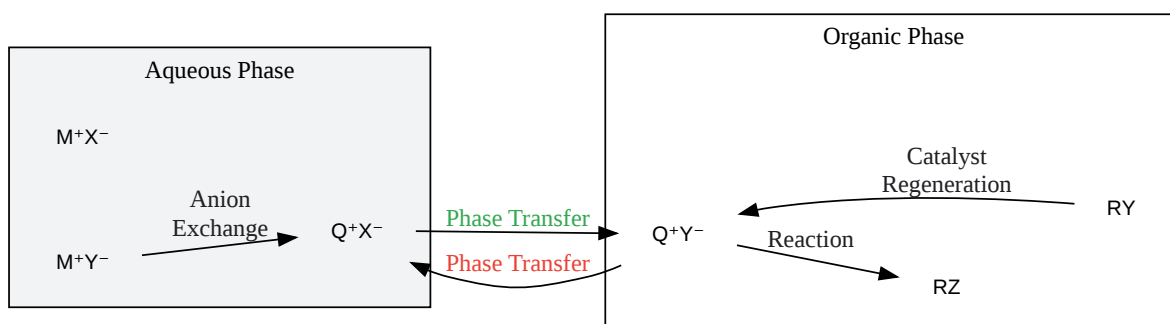 Organic Phase
Aqueous Phase
M⁺X⁻
Catalyst
Regeneration
Anion
Exchange
Phase Transfer
RY
Q⁺X⁻
Q⁺Y⁻
Reaction
M⁺Y⁻
Phase Transfer
RZ